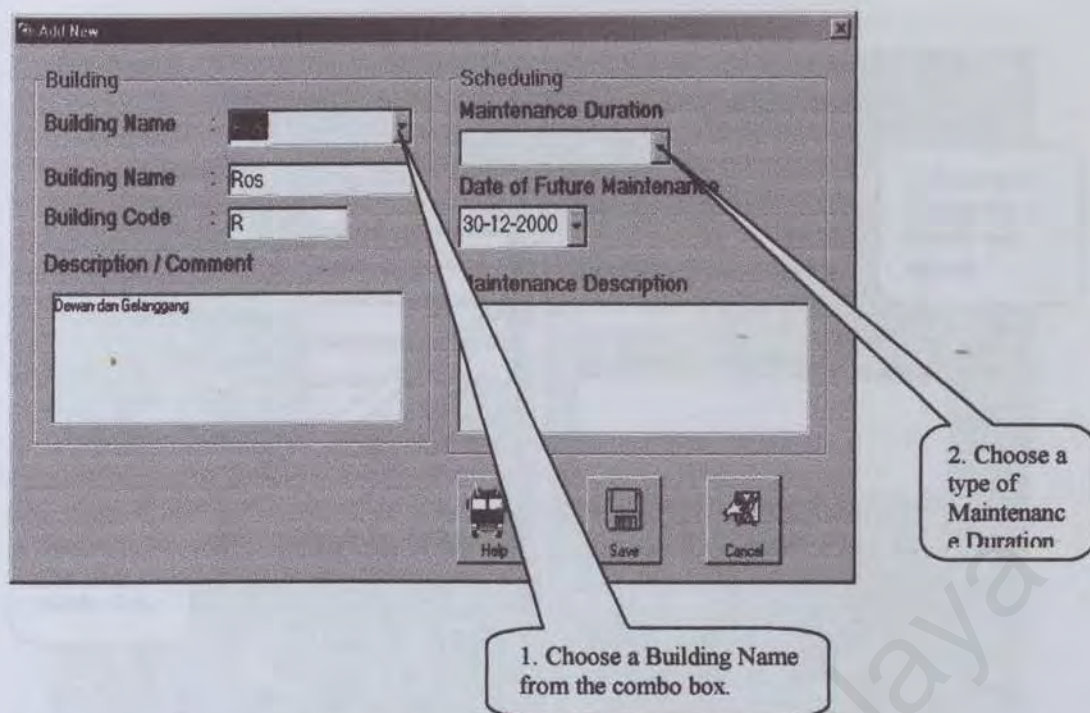 Add New
Building
Building Name :
Building Name : Ros
Building Code : R
Description / Comment
Dewan dan Gelanggang
Scheduling
Maintenance Duration
Date of Future Maintenance
30-12-2000
Maintenance Description
Help
Save
Cancel
1. Choose a Building Name
from the combo box.
2. Choose a
type of
Maintenanc
e Duration